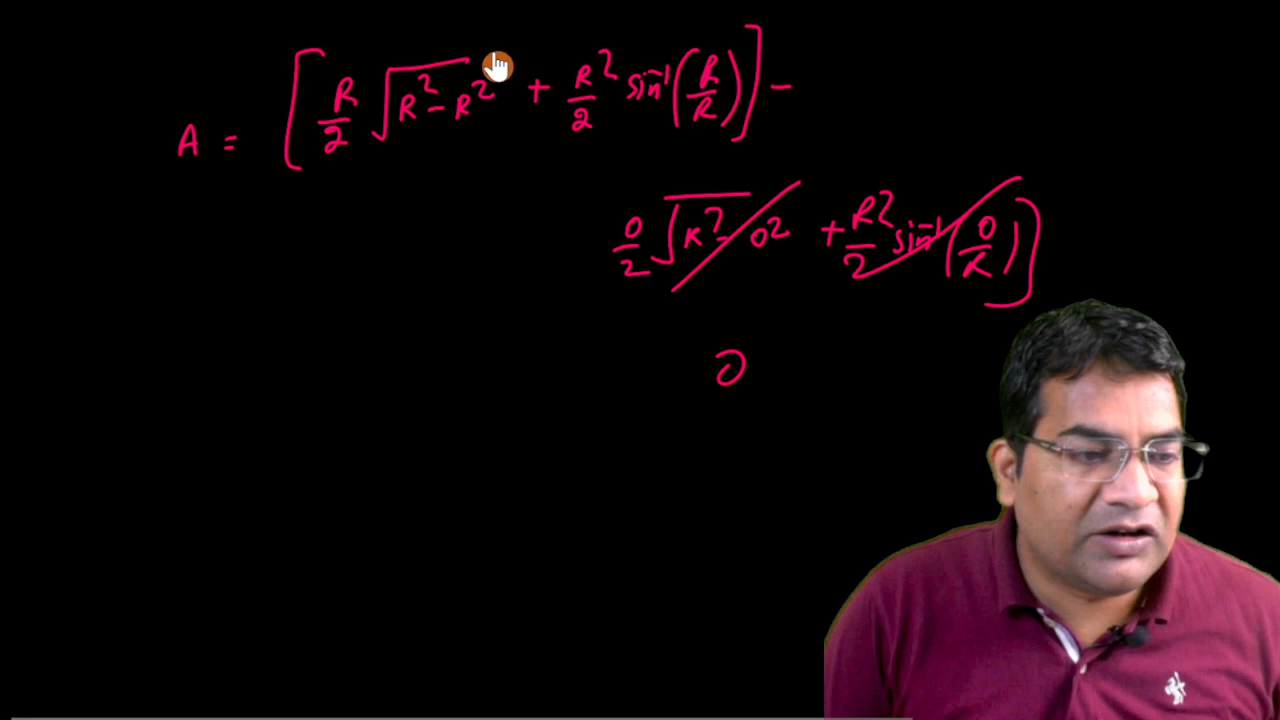 A = [R/2 √(R² - R²) + R²/2 sin⁻¹(R/R)] -
0/2 √(R² - 0²) + R²/2 sin⁻¹(0/R)]
0